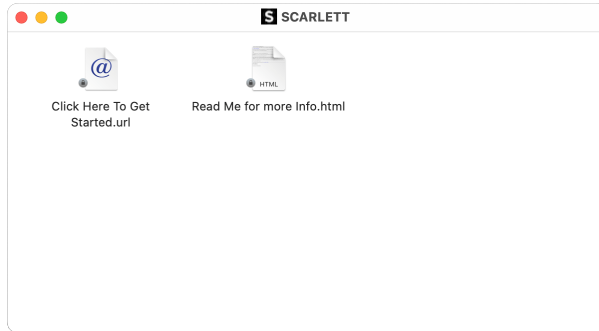 S SCARLETT
@
HTML
Click Here To Get
Started.url
Read Me for more Info.html